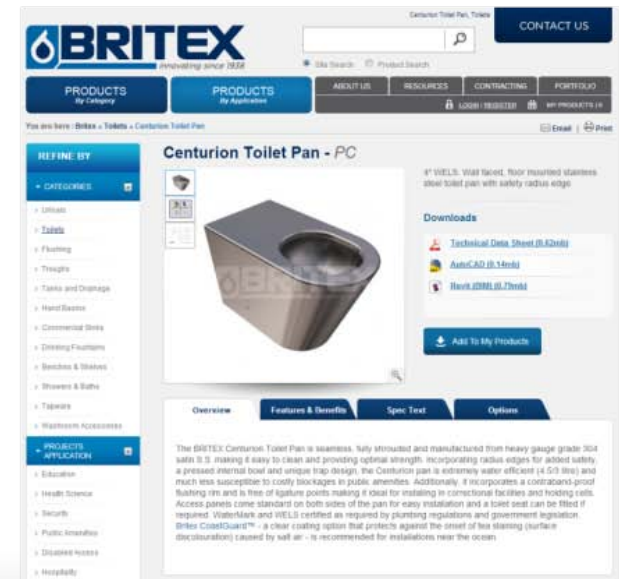 Centurion Toilet Pan, Toilets
CONTACT US
BRITEX
innovating since 1938
Site Search Product Search
PRODUCTS
By Category
PRODUCTS
By Application
ABOUT US RESOURCES CONTRACTING PORTFOLIO
LOGIN / REGISTER MY PRODUCTS
You are here : Britex » Toilets » Centurion Toilet Pan
Email | Print
REFINE BY
CATEGORIES
Urinals
Toilets
Flushing
Troughs
Tanks and Drainage
Hand Basins
Commercial Sinks
Drinking Fountains
Benches & Shelves
Showers & Baths
Tapware
Washroom Accessories
PROJECTS
APPLICATION
Education
Health Science
Security
Public Amenities
Disabled Access
Hospitality
Centurion Toilet Pan - PC
BRITEX
4* WELS. Wall faced, floor mounted stainless
steel toilet pan with safety radius edge.
Downloads
Technical Data Sheet (0.62mb)
AutoCAD (0.14mb)
Revit (BIM) (0.79mb)
Add To My Products
Overview Features & Benefits Spec Text Options
The BRITEX Centurion Toilet Pan is seamless, fully shrouded and manufactured from heavy gauge grade 304
satin S.S. making it easy to clean and providing optimal strength. Incorporating radius edges for added safety,
a pressed internal bowl and unique trap design, the Centurion pan is extremely water efficient (4.5/3 litre) and
much less susceptible to costly blockages in public amenities. Additionally, it incorporates a contraband-proof
flushing rim and is free of ligature points making it ideal for installing in correctional facilities and holding cells.
Access panels come standard on both sides of the pan for easy installation and a toilet seat can be fitted if
required. WaterMark and WELS certified as required by plumbing regulations and government legislation.
Britex CoastGuard™ - a clear coating option that protects against the onset of tea staining (surface
discolouration) caused by salt air - is recommended for installations near the ocean.